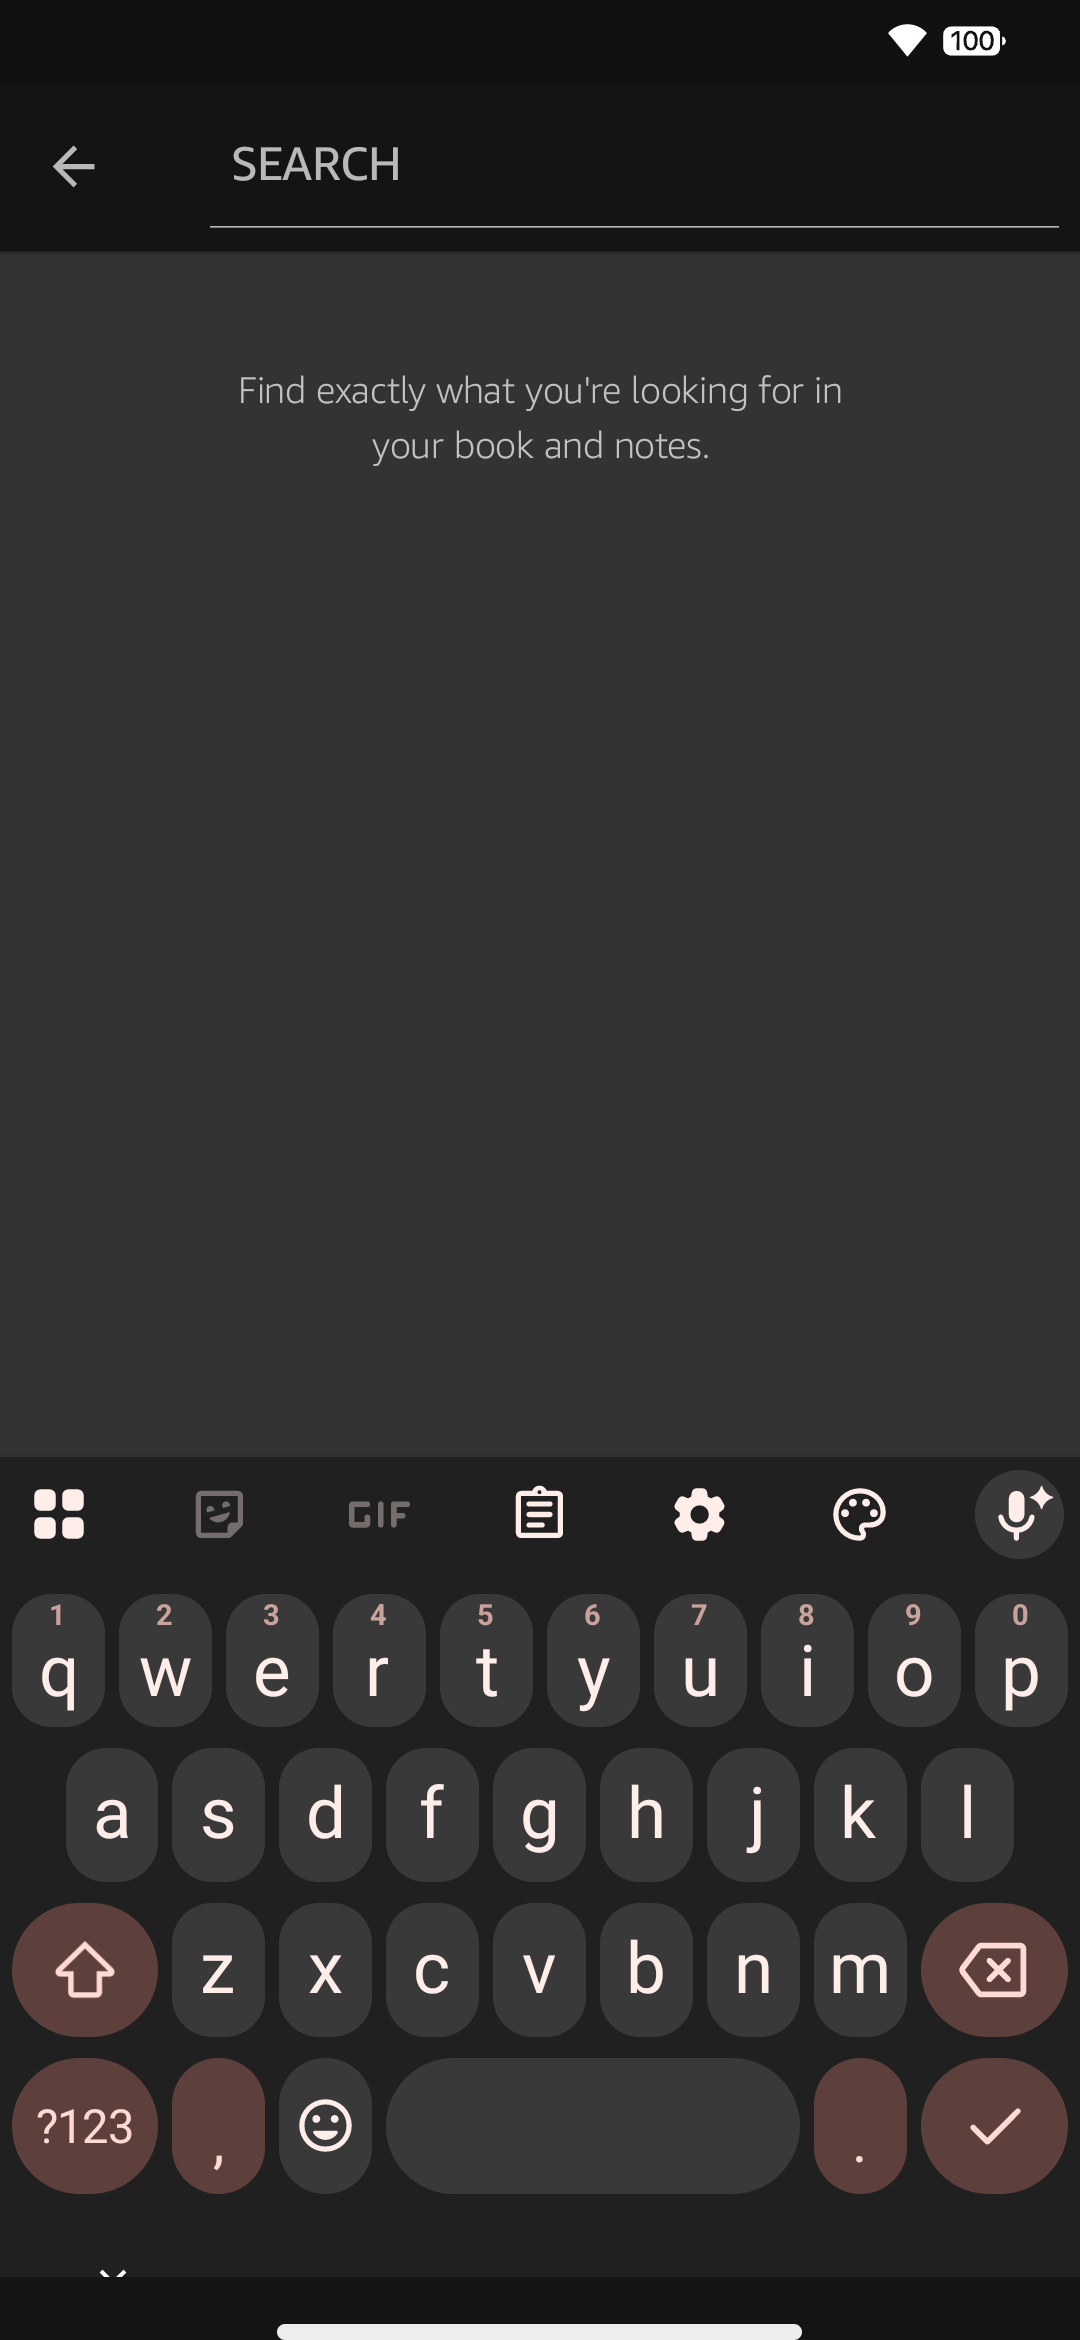 100
SEARCH
Find exactly what you're looking for in
your book and notes.
GIF
1 2 3 4 5 6 7 8 9 0
q w e r t y u i o p
a s d f g h j k l
z x c v b n m
?123 , .